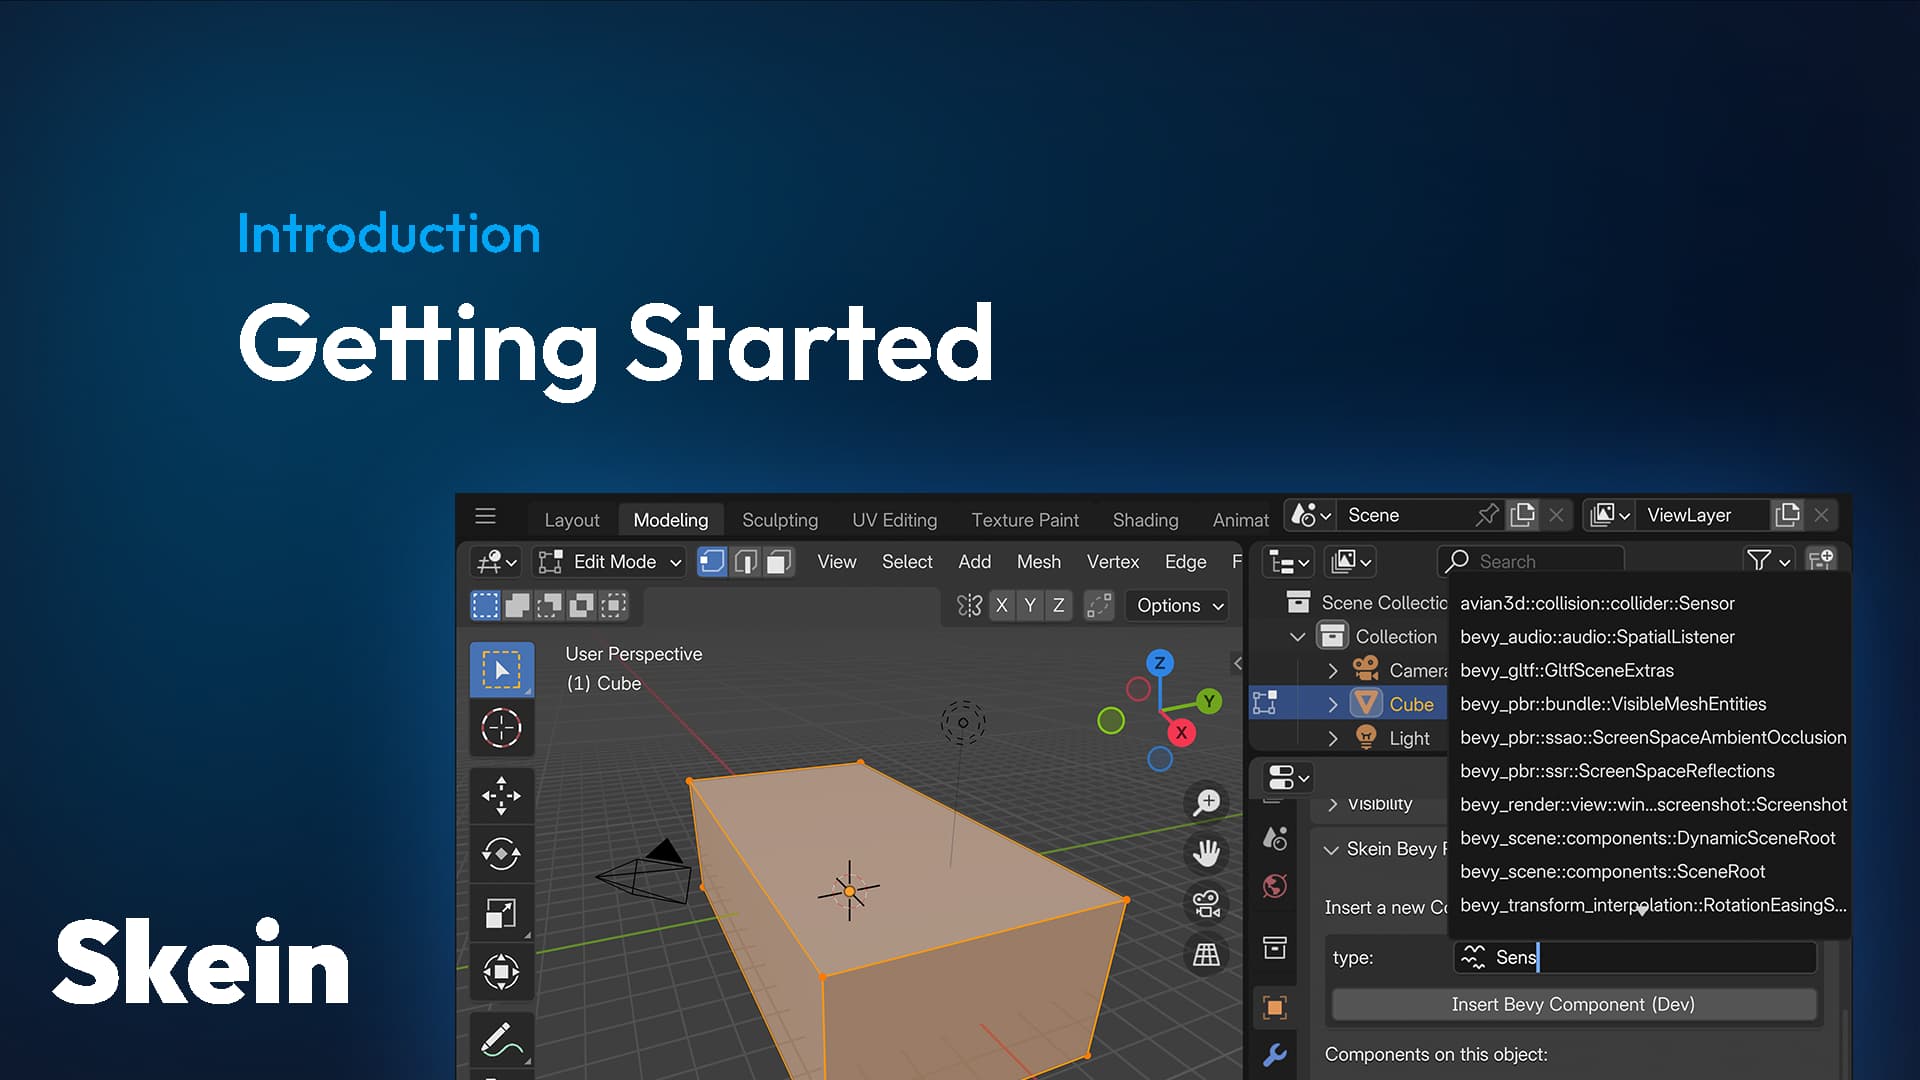 Introduction
Getting Started
Skein
Layout Modeling Sculpting UV Editing Texture Paint Shading Animat
Scene
ViewLayer
Edit Mode View Select Add Mesh Vertex Edge F
Search
X Y Z Options
User Perspective
(1) Cube
Z
Y
X
Scene Collectio
Collection
Camera
Cube
Light
Visibility
Skein Bevy
Insert a new Co
avian3d::collision::collider::Sensor
bevy_audio::audio::SpatialListener
bevy_gltf::GltfSceneExtras
bevy_pbr::bundle::VisibleMeshEntities
bevy_pbr::ssao::ScreenSpaceAmbientOcclusion
bevy_pbr::ssr::ScreenSpaceReflections
bevy_render::view::win...screenshot::Screenshot
bevy_scene::components::DynamicSceneRoot
bevy_scene::components::SceneRoot
bevy_transform_interpolation::RotationEasingS...
type: Sens
Insert Bevy Component (Dev)
Components on this object: